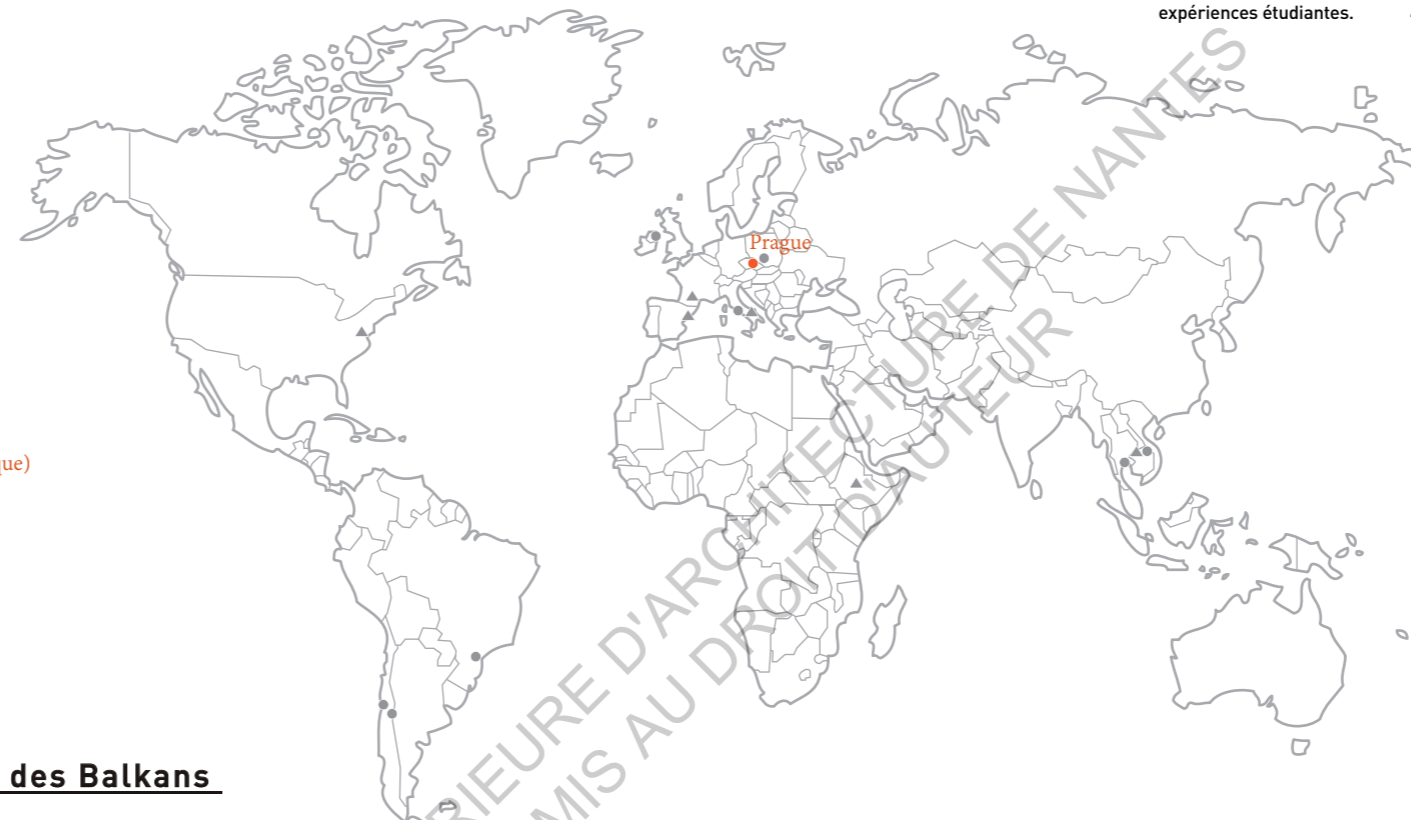 expériences étudiantes.
Prague
que)
des Balkans
RIEURE D'ARCHITECTURE DE NANTES
MIS AU DROIT D'AUTEUR